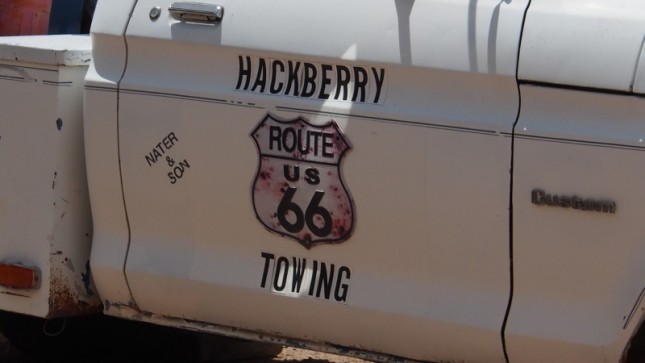 HACKBERRY
ROUTE
US
66
TOWING
NATER
&
SON
Custom